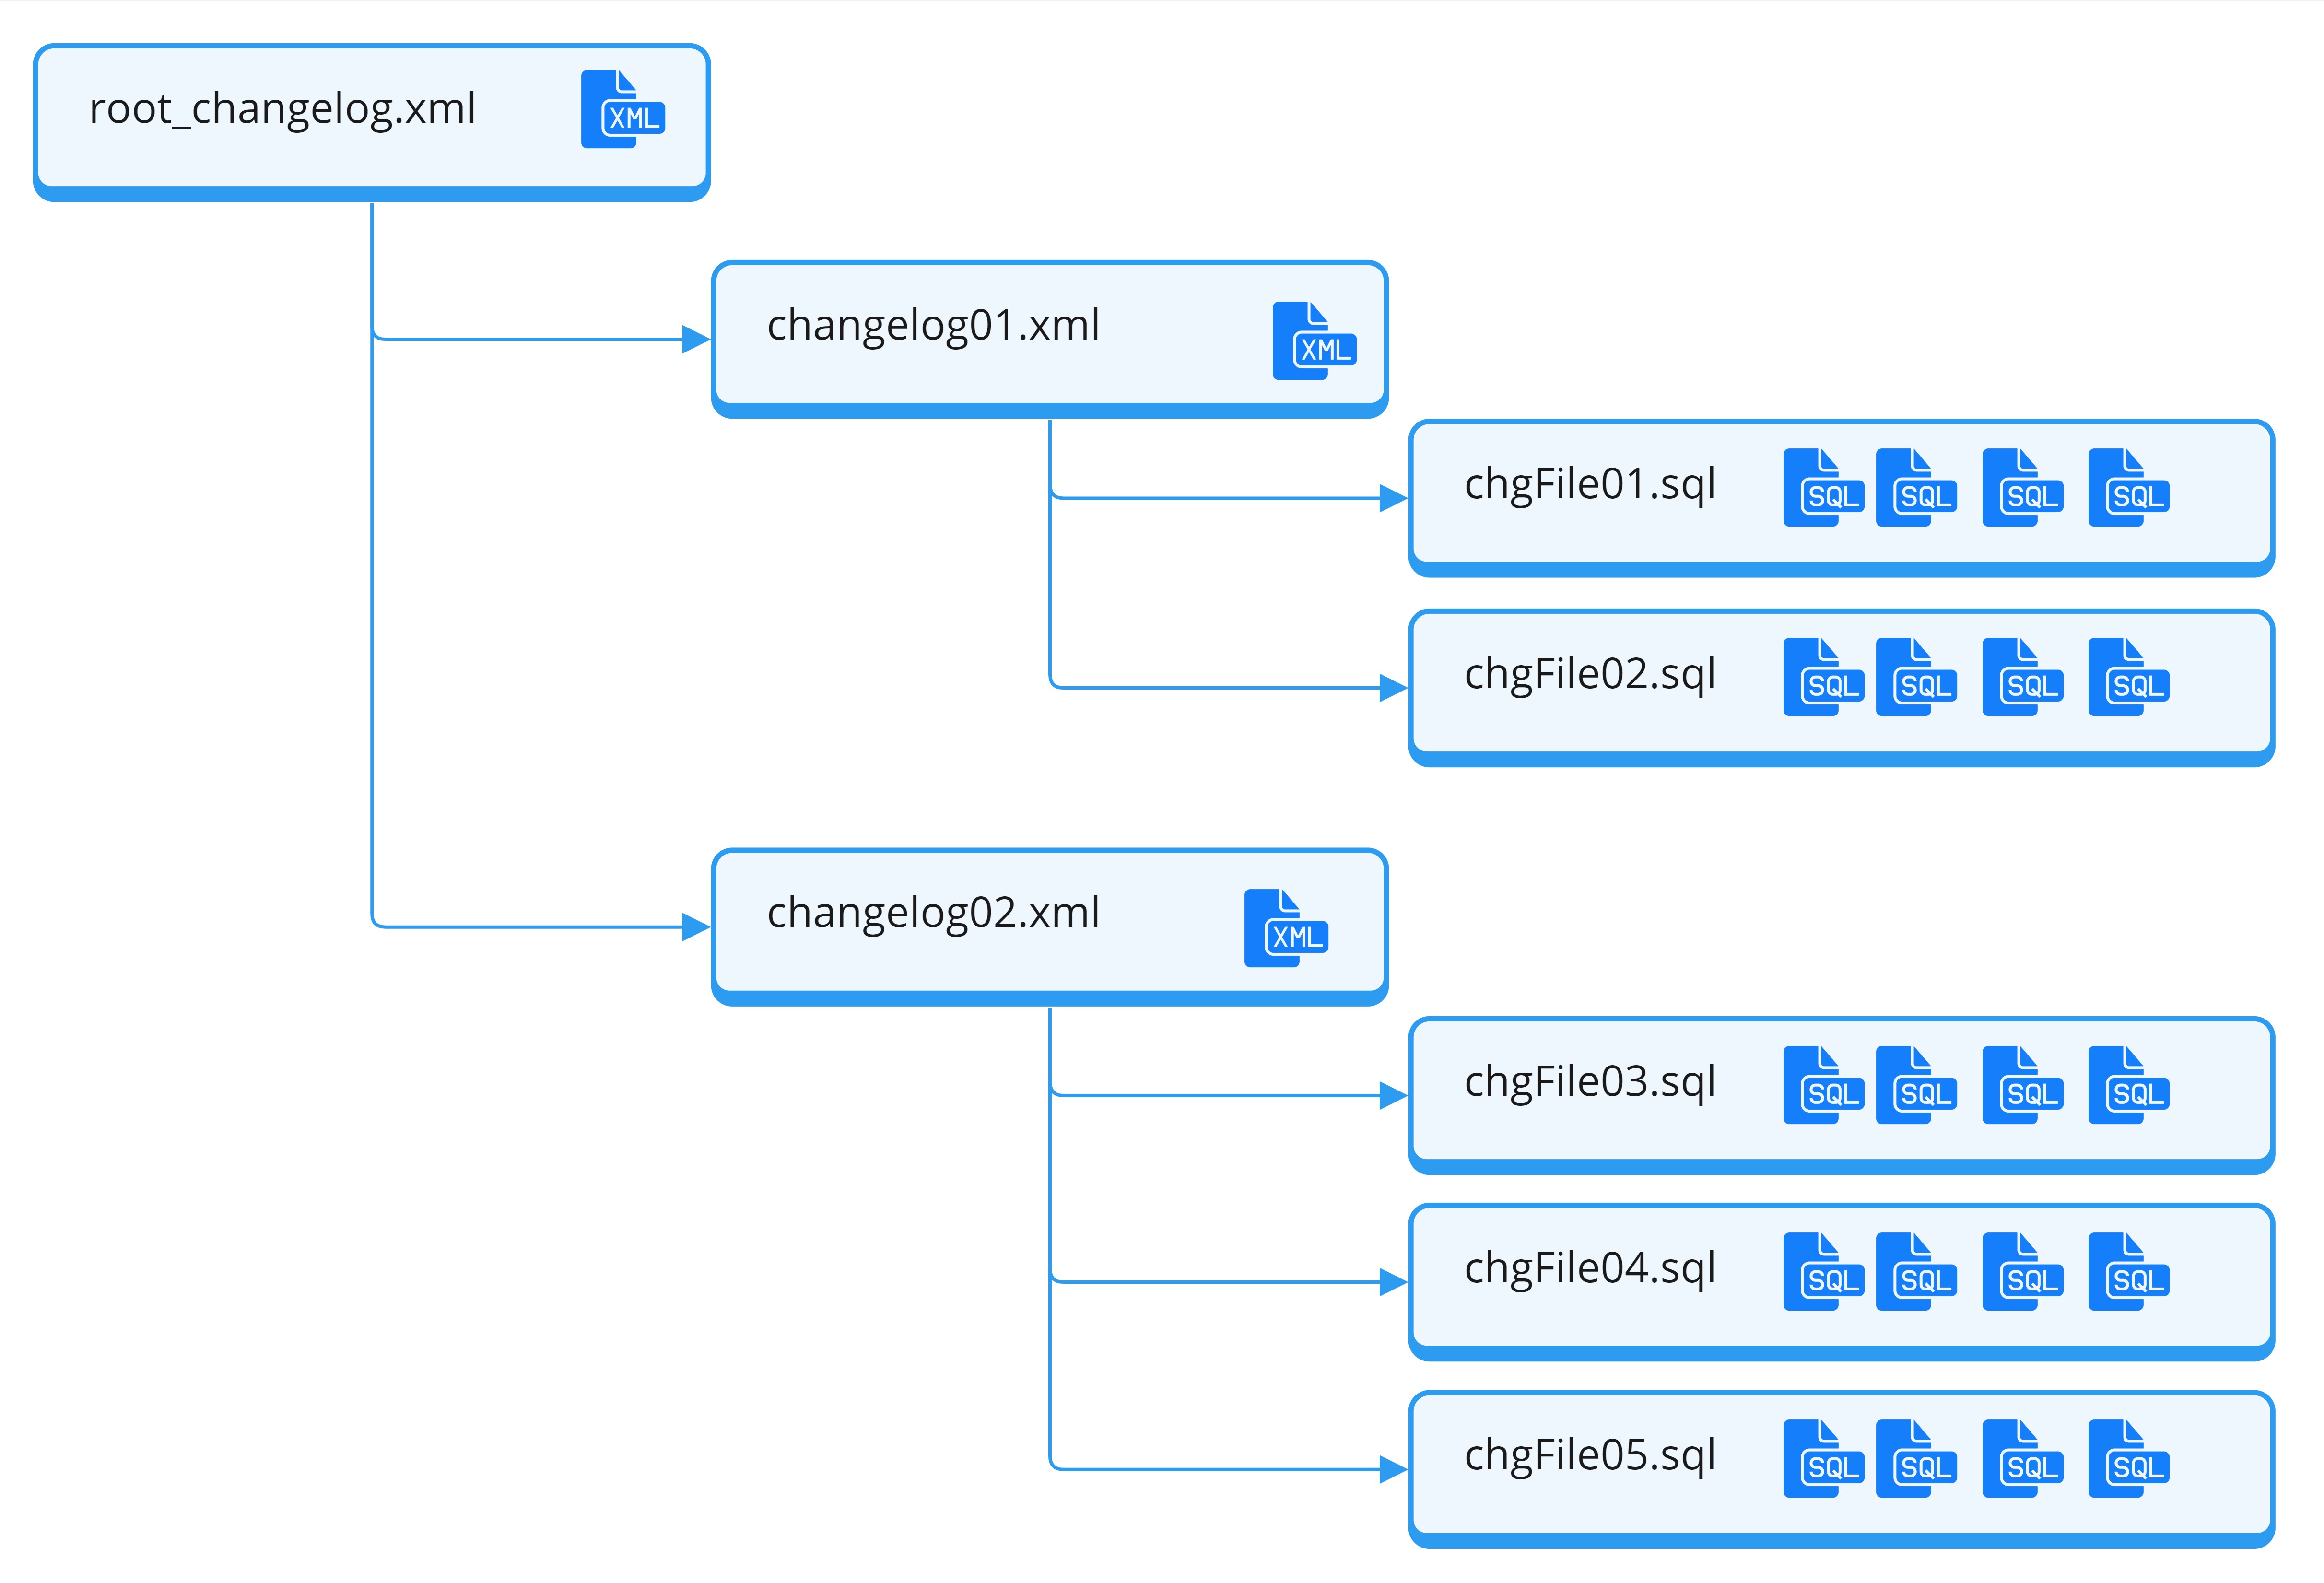 root_changelog.xml XML
changelog01.xml XML
chgFile01.sql SQL SQL SQL SQL
chgFile02.sql SQL SQL SQL SQL
changelog02.xml XML
chgFile03.sql SQL SQL SQL SQL
chgFile04.sql SQL SQL SQL SQL
chgFile05.sql SQL SQL SQL SQL